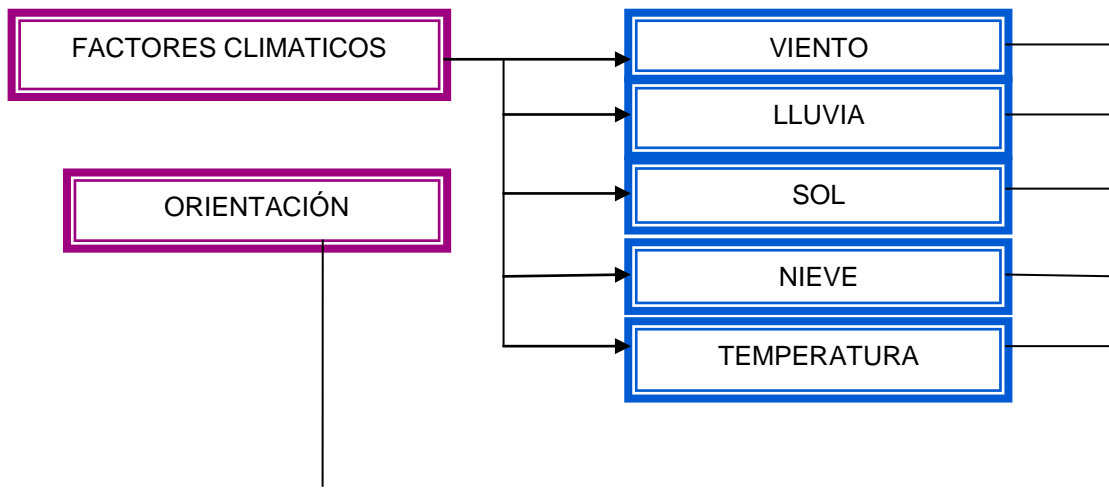 FACTORES CLIMATICOS
VIENTO
LLUVIA
ORIENTACIÓN
SOL
NIEVE
TEMPERATURA